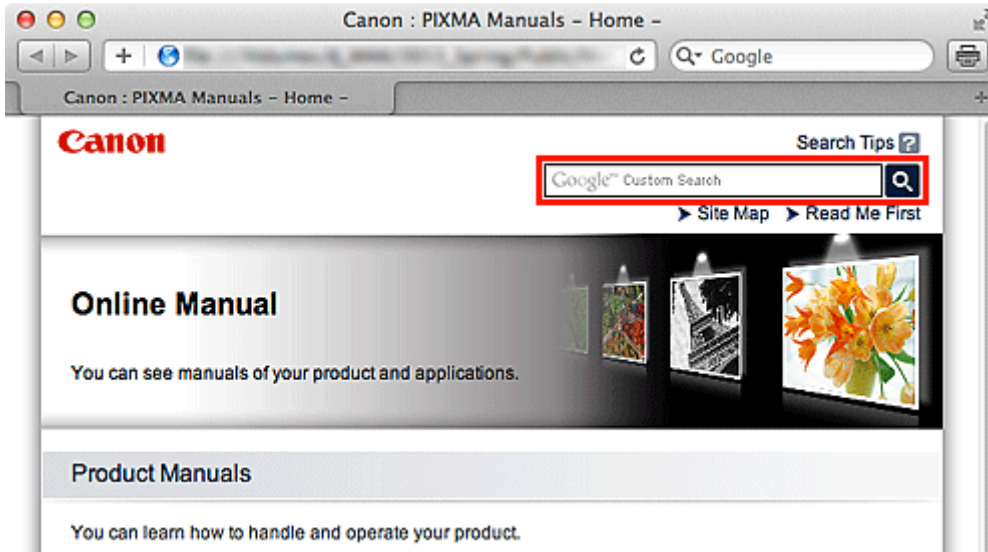 Canon : PIXMA Manuals – Home –
Google
Canon : PIXMA Manuals – Home –
Canon
Search Tips ?
Google™ Custom Search
Site Map Read Me First
Online Manual
You can see manuals of your product and applications.
Product Manuals
You can learn how to handle and operate your product.